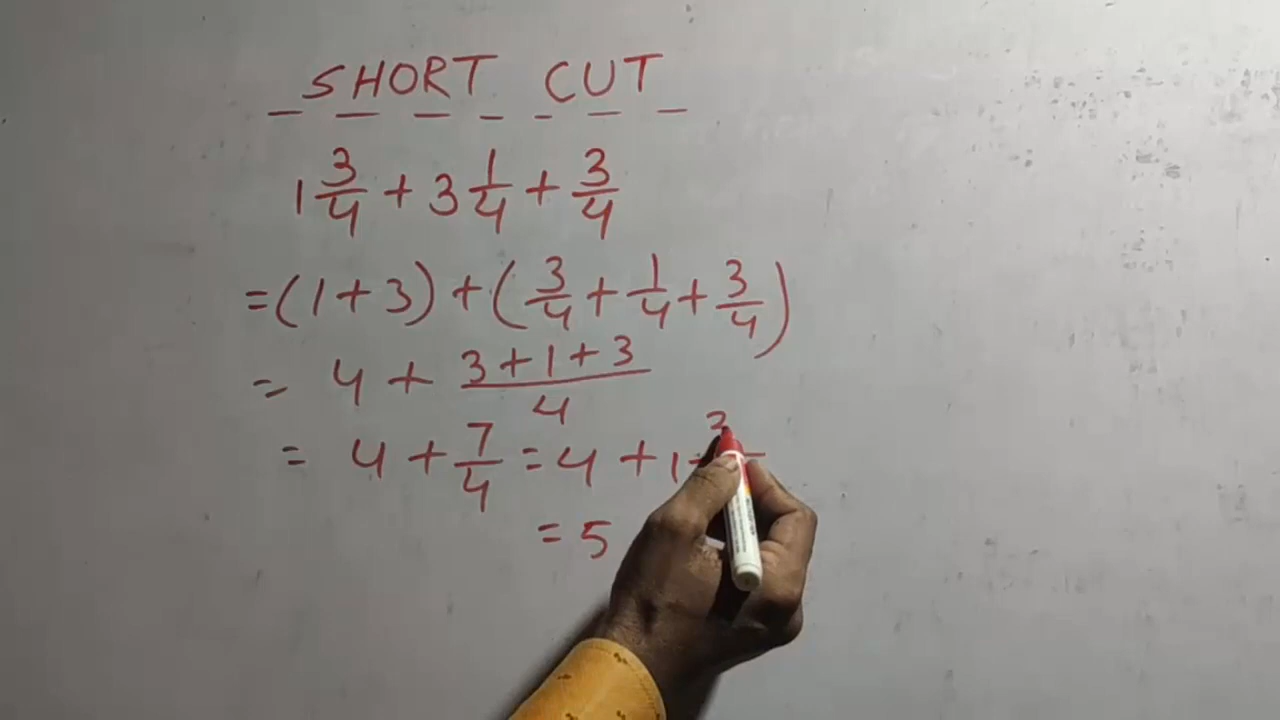 SHORT CUT
1 3/4 + 3 1/4 + 3/4
=(1+3)+(3/4+1/4+3/4)
= 4 + 3+1+3/4
= 4 + 7/4 = 4 + 1+3
= 5